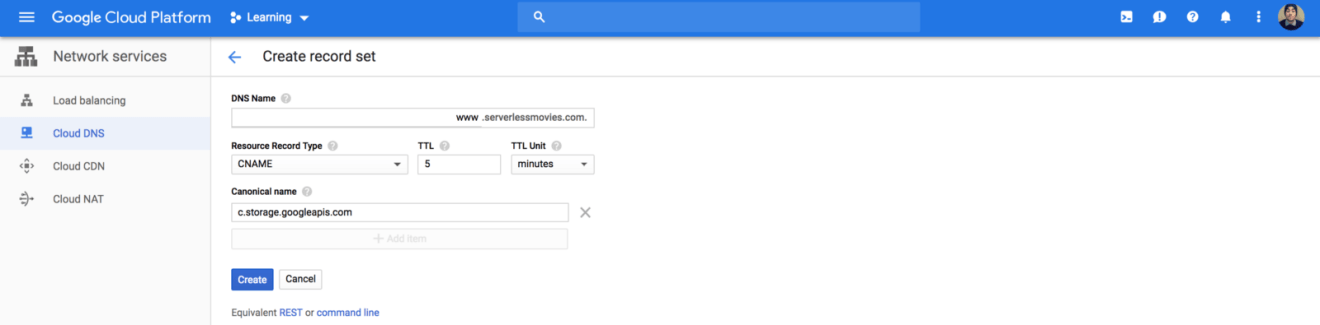 Google Cloud Platform Learning
Network services Create record set
Load balancing
Cloud DNS
Cloud CDN
Cloud NAT
DNS Name
www .serverlessmovies.com.
Resource Record Type TTL TTL Unit
CNAME 5 minutes
Canonical name
c.storage.googleapis.com
+ Add item
Create Cancel
Equivalent REST or command line